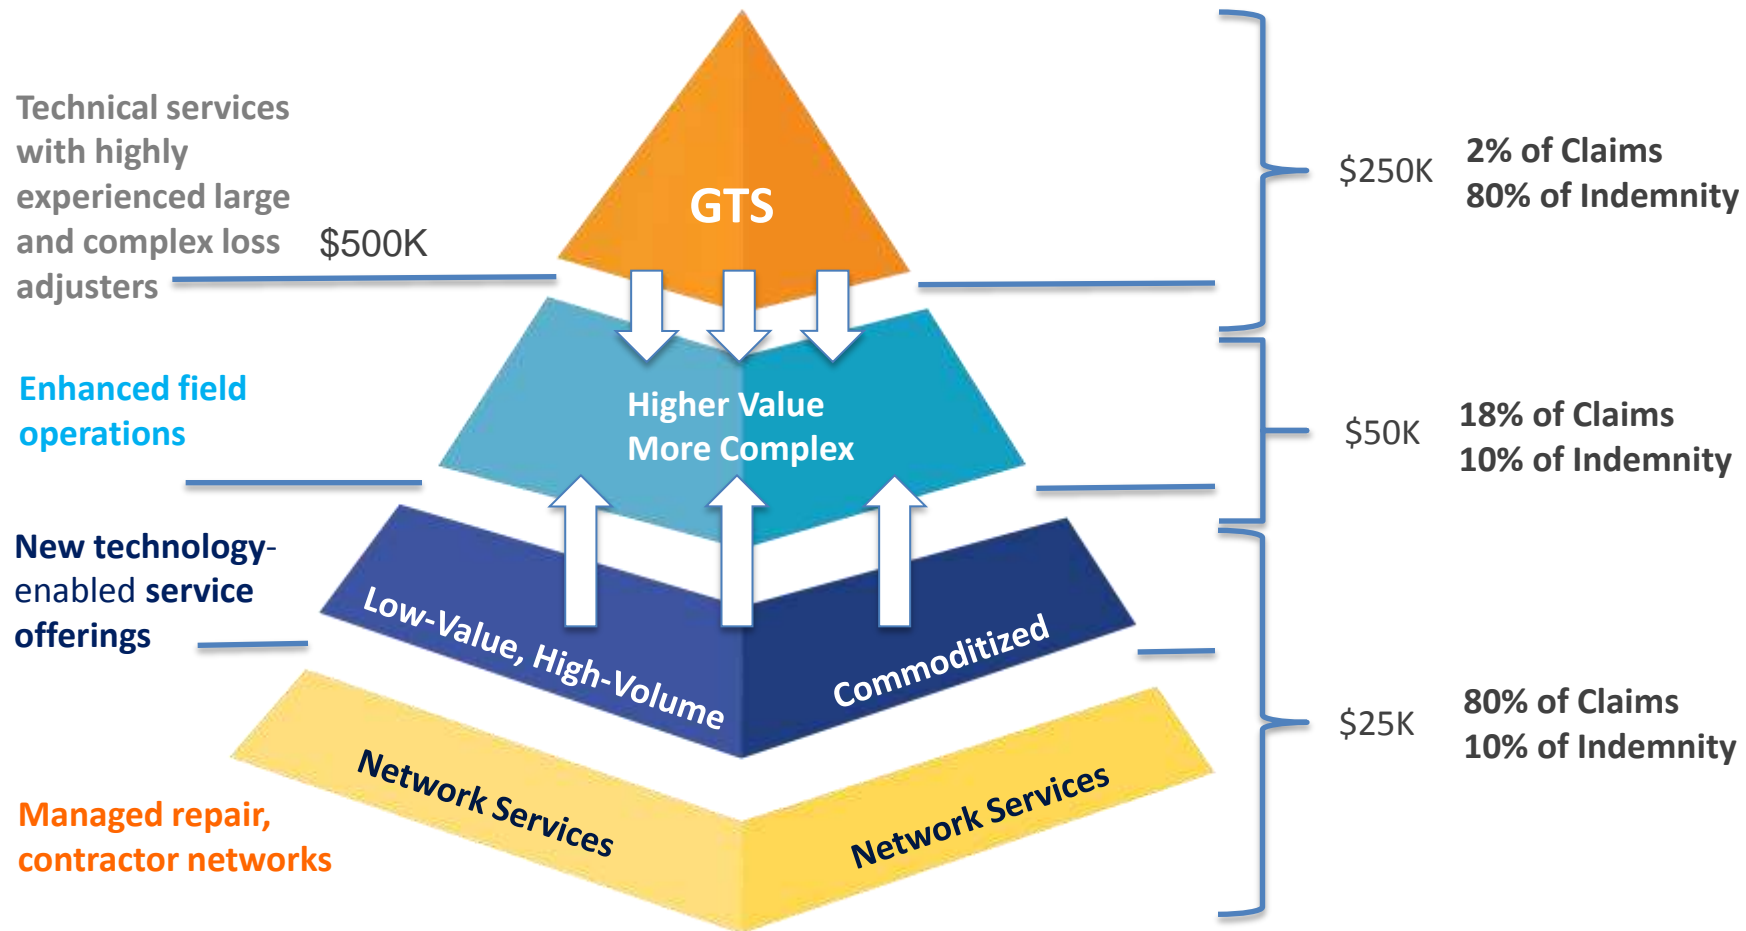 Technical services
with highly
experienced large
and complex loss
adjusters
$500K
GTS
$250K
2% of Claims
80% of Indemnity
Enhanced field
operations
Higher Value
More Complex
$50K
18% of Claims
10% of Indemnity
New technology-
enabled service
offerings
Low-Value, High-Volume
Commoditized
$25K
80% of Claims
10% of Indemnity
Managed repair,
contractor networks
Network Services
Network Services